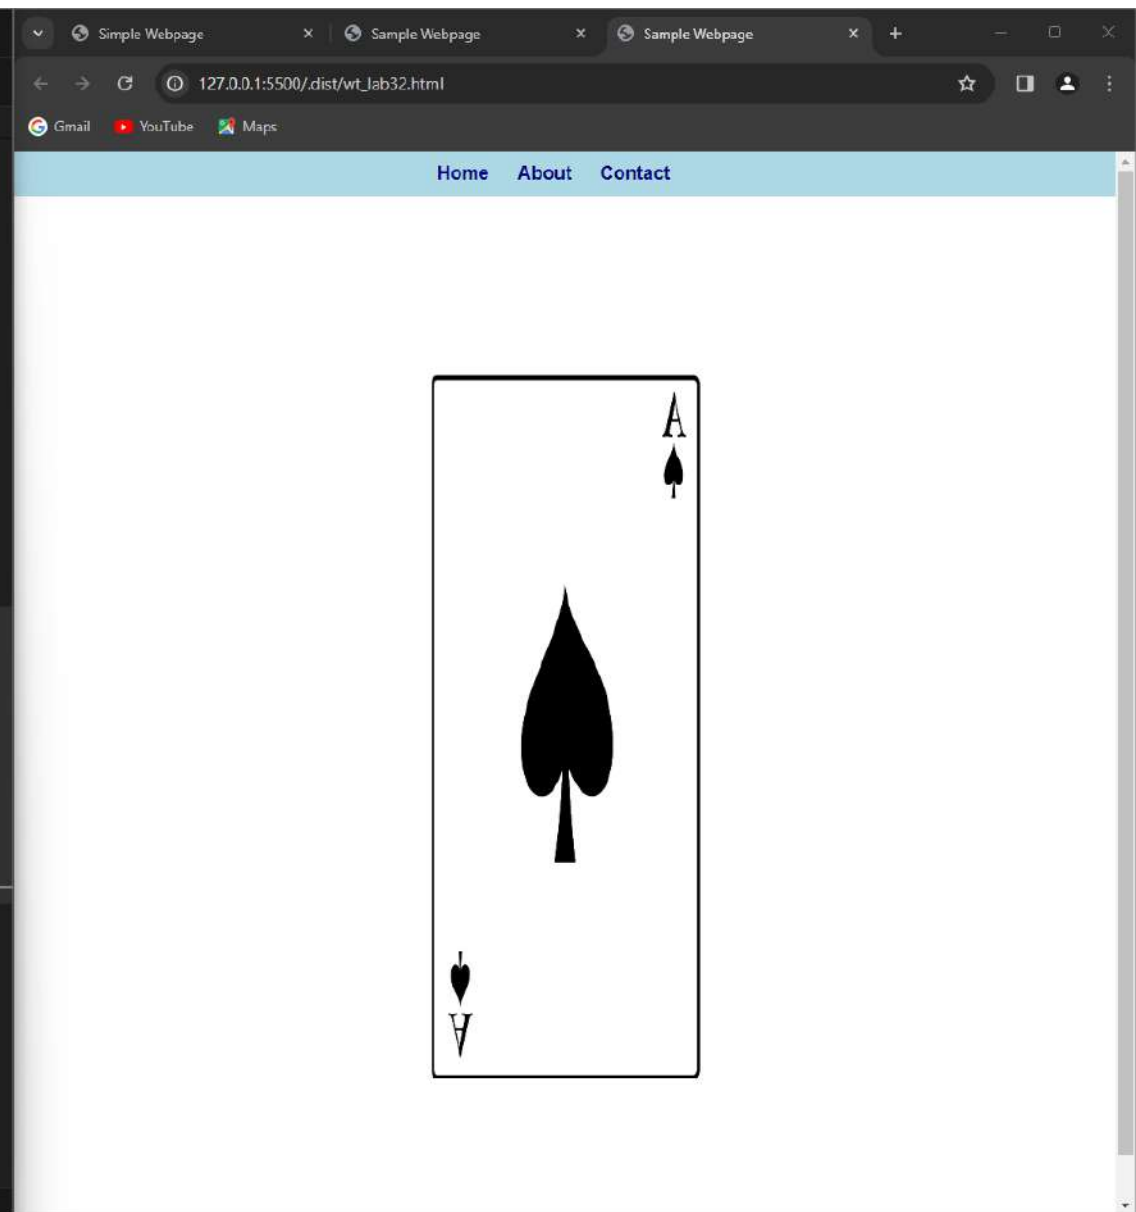 Simple Webpage Sample Webpage Sample Webpage
127.0.0.1:5500/.dist/wt_lab32.html
Gmail YouTube Maps
Home About Contact
A
A